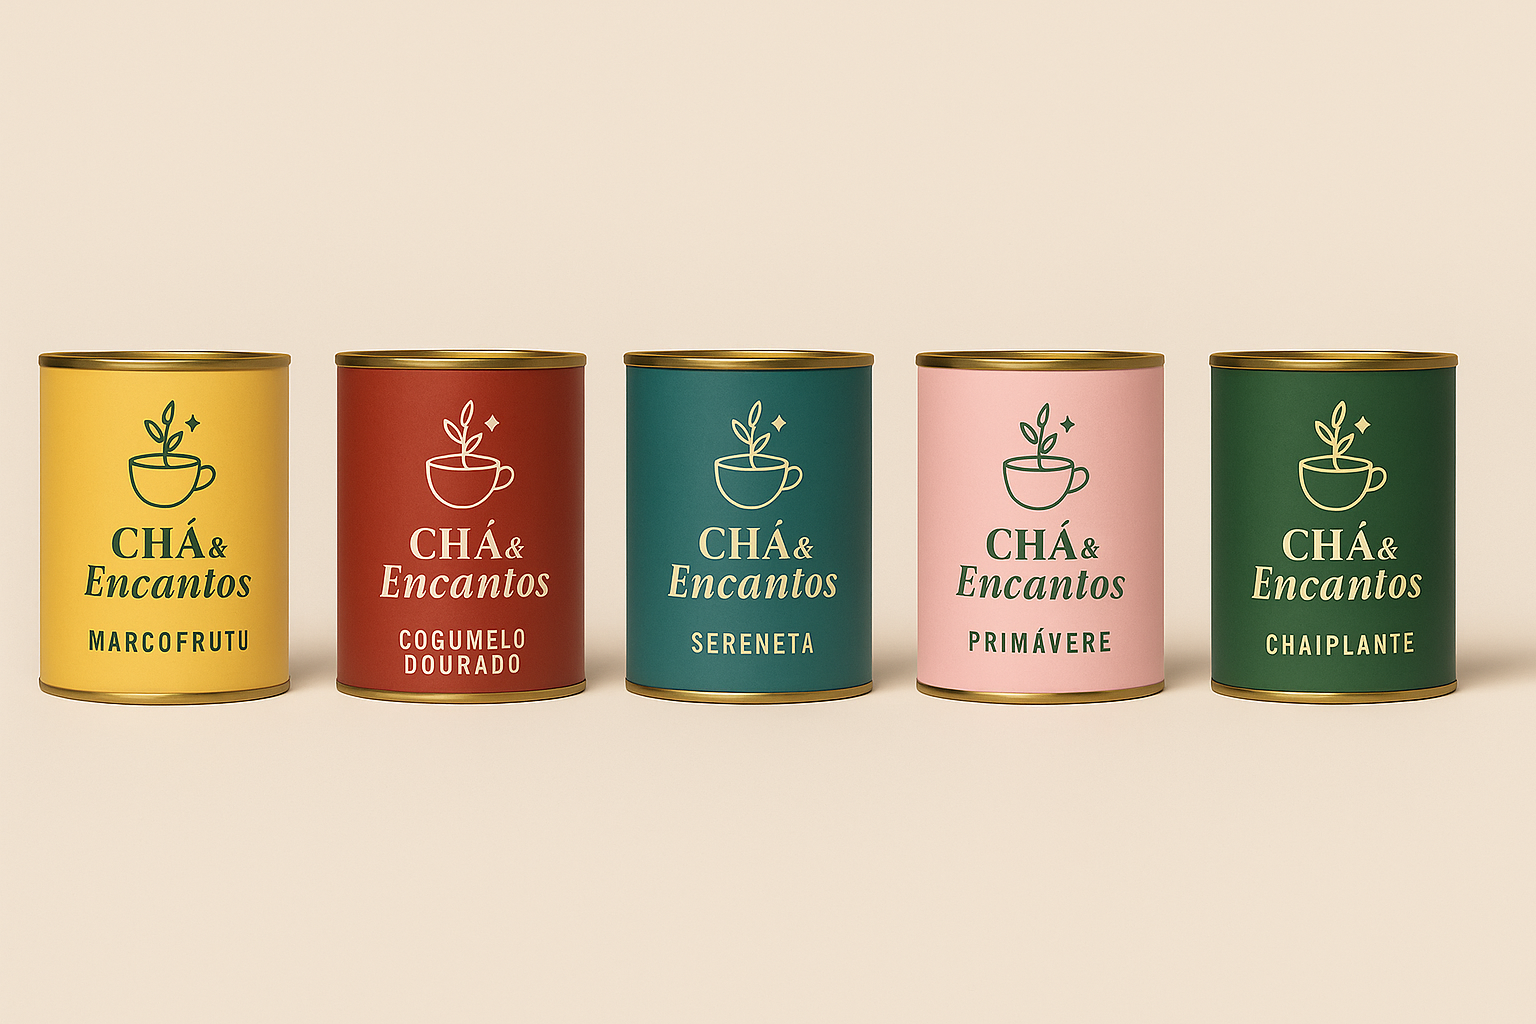 CHÁ &
Encantos
MARCOFRUTU
CHÁ &
Encantos
COGUMELO
DOURADO
CHÁ &
Encantos
SERENETA
CHÁ &
Encantos
PRIMÁVERE
CHÁ &
Encantos
CHAIPLANTE